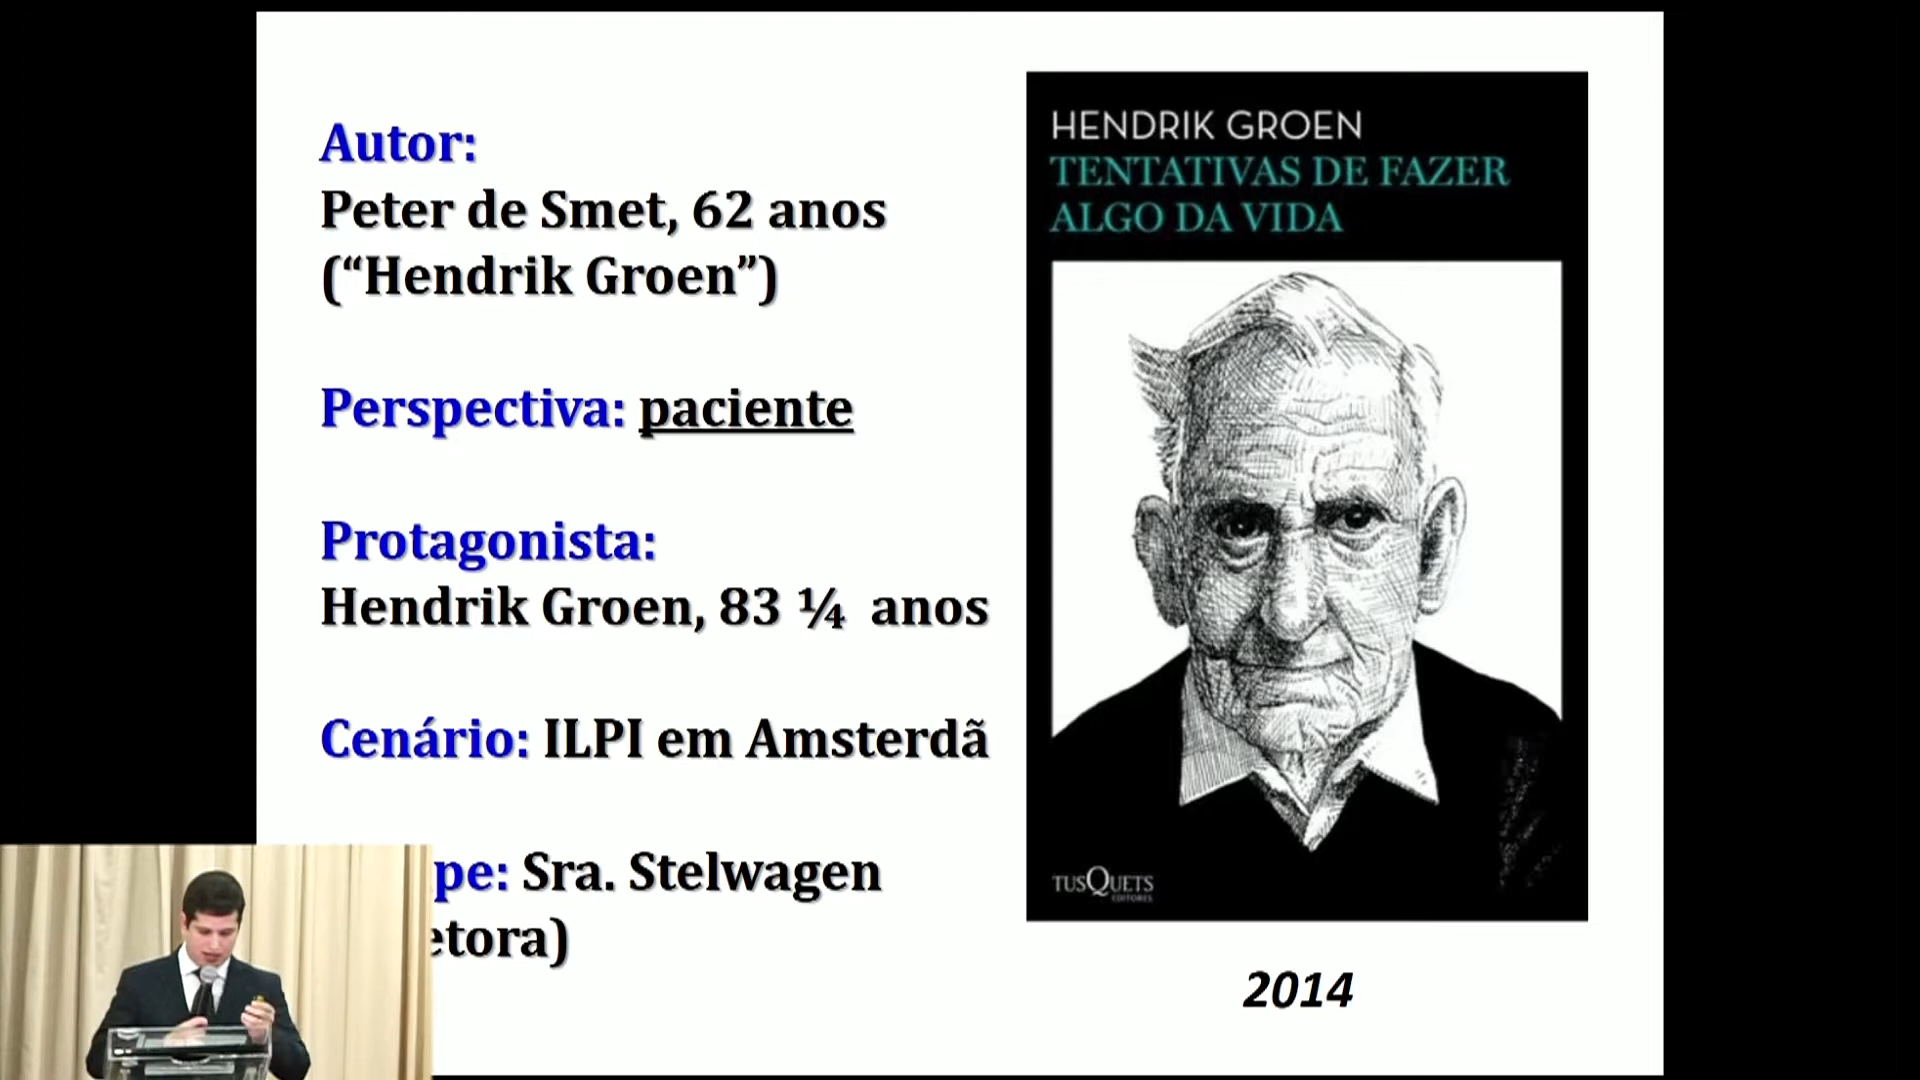 Autor:
Peter de Smet, 62 anos
(“Hendrik Groen”)
Perspectiva: paciente
Protagonista:
Hendrik Groen, 83 ¼ anos
Cenário: ILPI em Amsterdã
pe: Sra. Stelwagen
etora)
HENDRIK GROEN
TENTATIVAS DE FAZER
ALGO DA VIDA
TUSQUETS
EDITORES
2014